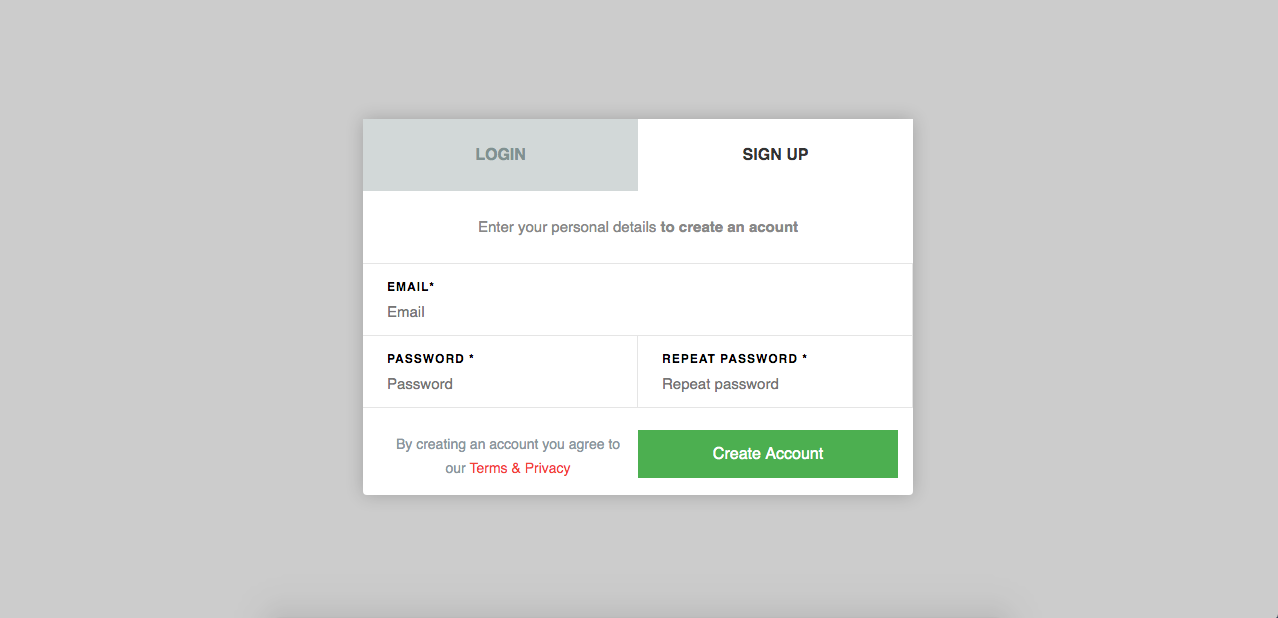 LOGIN
SIGN UP
Enter your personal details to create an acount
EMAIL*
Email
PASSWORD *
REPEAT PASSWORD *
Password
Repeat password
By creating an account you agree to
our Terms & Privacy
Create Account